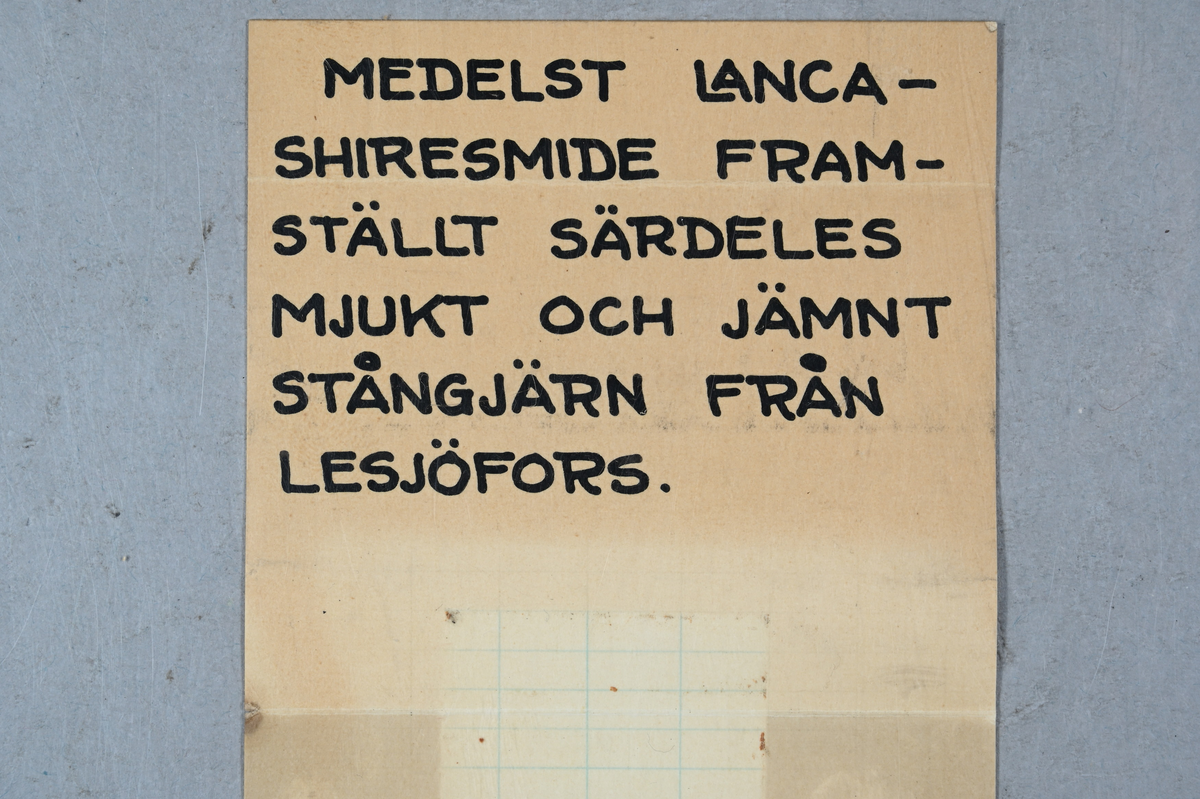 MEDELST LANCA-
SHIRESMIDE FRAM-
STÄLLT SÄRDELES
MJUKT OCH JÄMNT
STÅNGJÄRN FRÅN
LESJÖFORS.